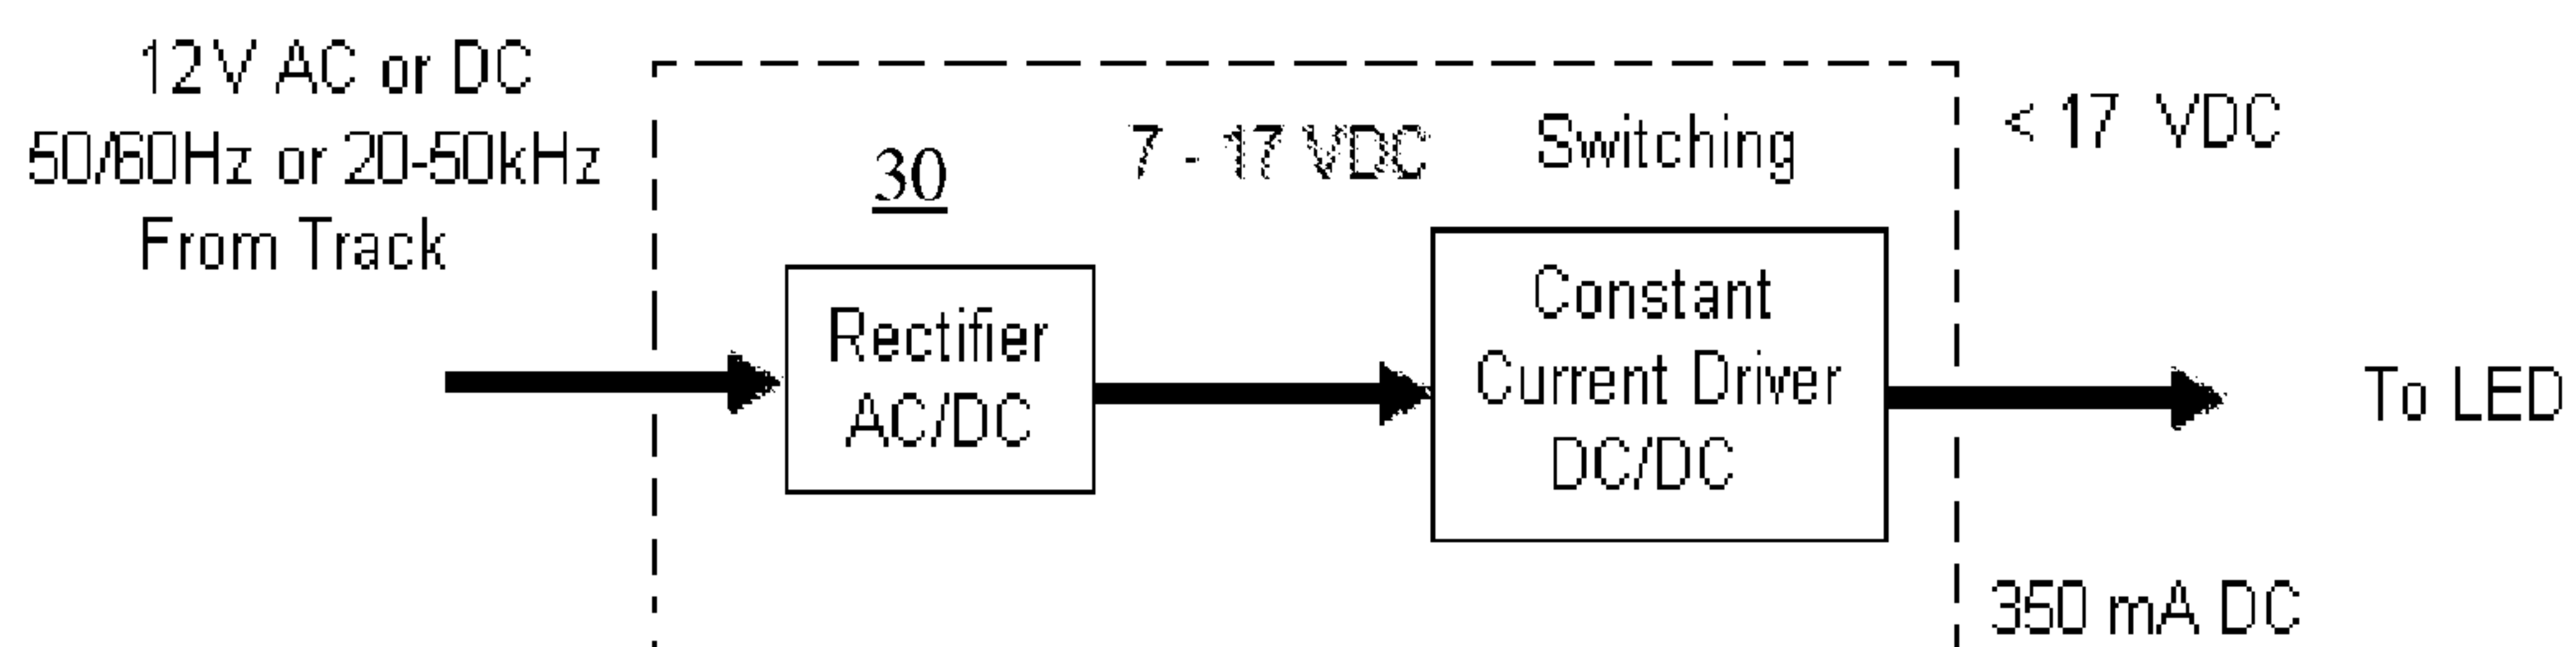 12V AC or DC
50/60Hz or 20-50kHz
From Track
30
Rectifier
AC/DC
7 - 17 VDC
Switching
Constant
Current Driver
DC/DC
< 17 VDC
350 mA DC
To LED